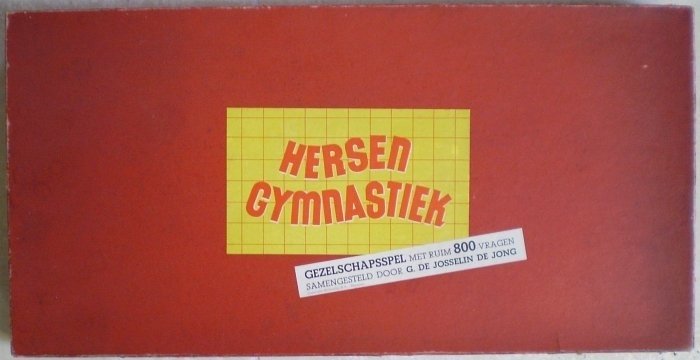 HERSEN
GYMNASTIEK
GEZELSCHAPSSPEL MET RUIM 800 VRAGEN
SAMENGESTELD DOOR G. DE JOSSELIN DE JONG